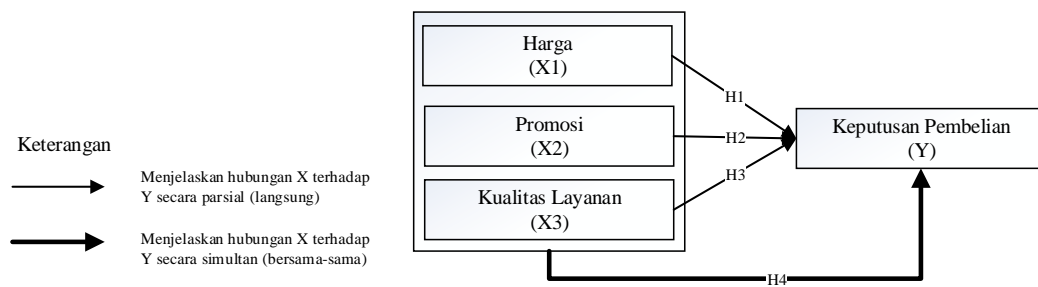 Harga
(X1)
H1
Promosi
(X2)
H2
Keputusan Pembelian
(Y)
Kualitas Layanan
(X3)
H3
H4
Keterangan
Menjelaskan hubungan X terhadap
Y secara parsial (langsung)
Menjelaskan hubungan X terhadap
Y secara simultan (bersama-sama)